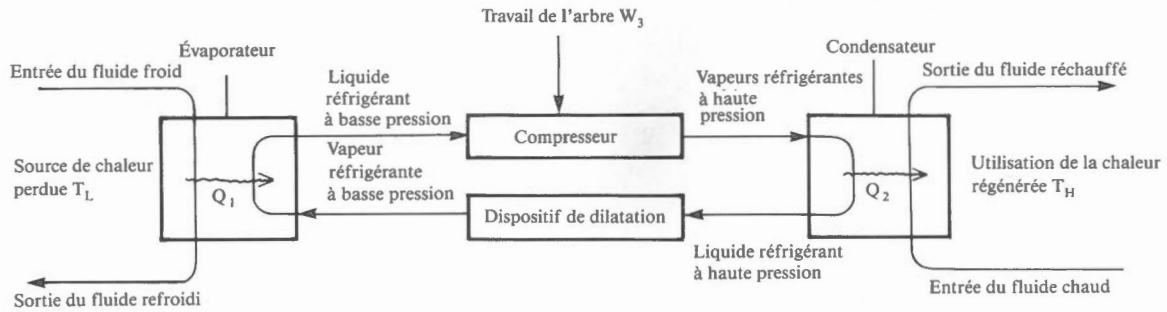 Travail de l'arbre W3
Évaporateur
Condensateur
Entrée du fluide froid
Liquide
réfrigérant
à basse pression
Vapeurs réfrigérantes
à haute
pression
Sortie du fluide réchauffé
Compresseur
Source de chaleur
perdue TL
Q1
Vapeur
réfrigérante
à basse pression
Dispositif de dilatation
Q2
Utilisation de la chaleur
régénérée TH
Liquide réfrigérant
à haute pression
Sortie du fluide refroidi
Entrée du fluide chaud